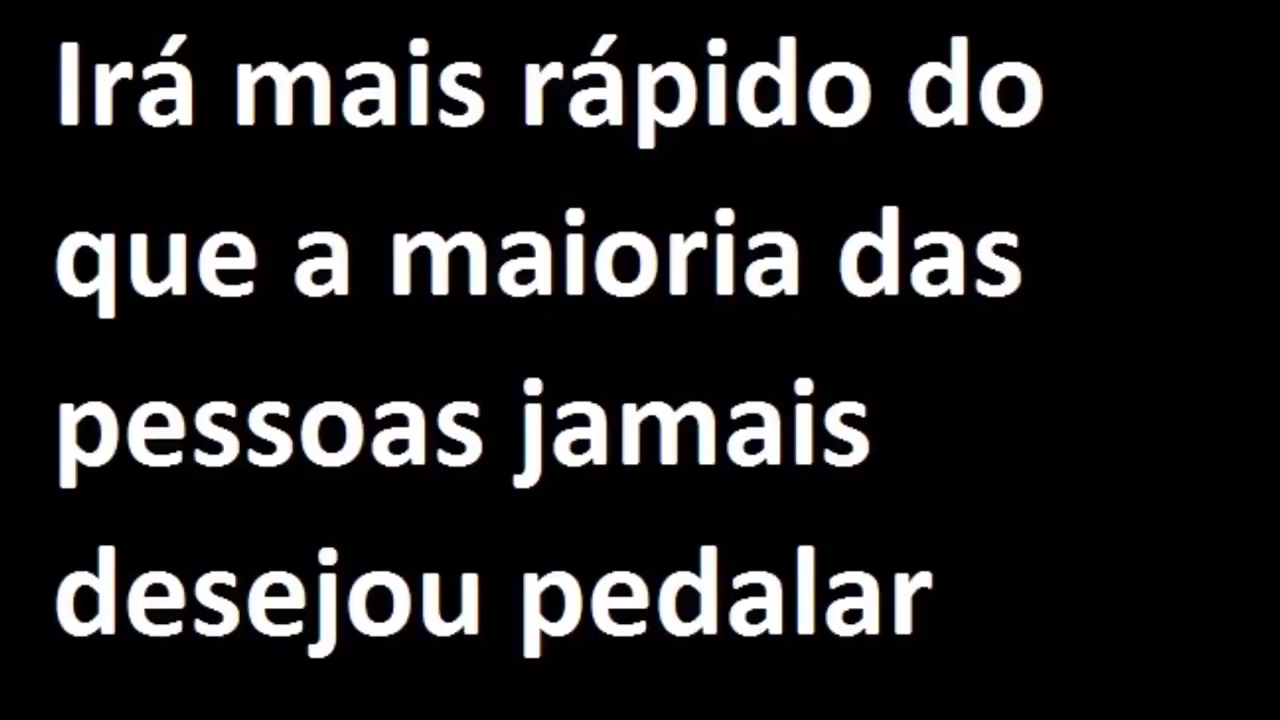 Irá mais rápido do
que a maioria das
pessoas jamais
desejou pedalar